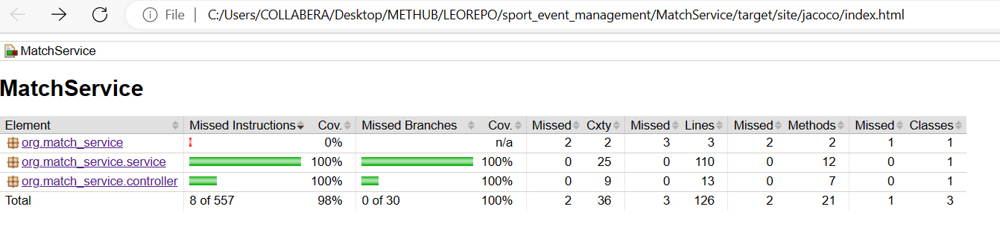 File | C:/Users/COLLABERA/Desktop/METHUB/LEOREPO/sport_event_management/MatchService/target/site/jacoco/index.html
MatchService
MatchService
Element Missed Instructions Cov. Missed Branches Cov. Missed Cxty Missed Lines Missed Methods Missed Classes
org.match_service 0% n/a 2 2 3 3 2 2 1 1
org.match_service.service 100% 100% 0 25 0 110 0 12 0 1
org.match_service.controller 100% 100% 0 9 0 13 0 7 0 1
Total 8 of 557 98% 0 of 30 100% 2 36 3 126 2 21 1 3